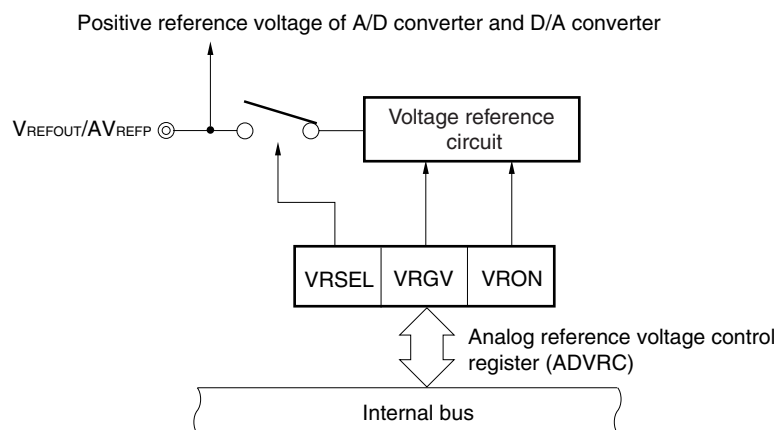 Positive reference voltage of A/D converter and D/A converter
VREFOUT/AVREFP
Voltage reference
circuit
VRSEL
VRGV
VRON
Analog reference voltage control
register (ADVRC)
Internal bus